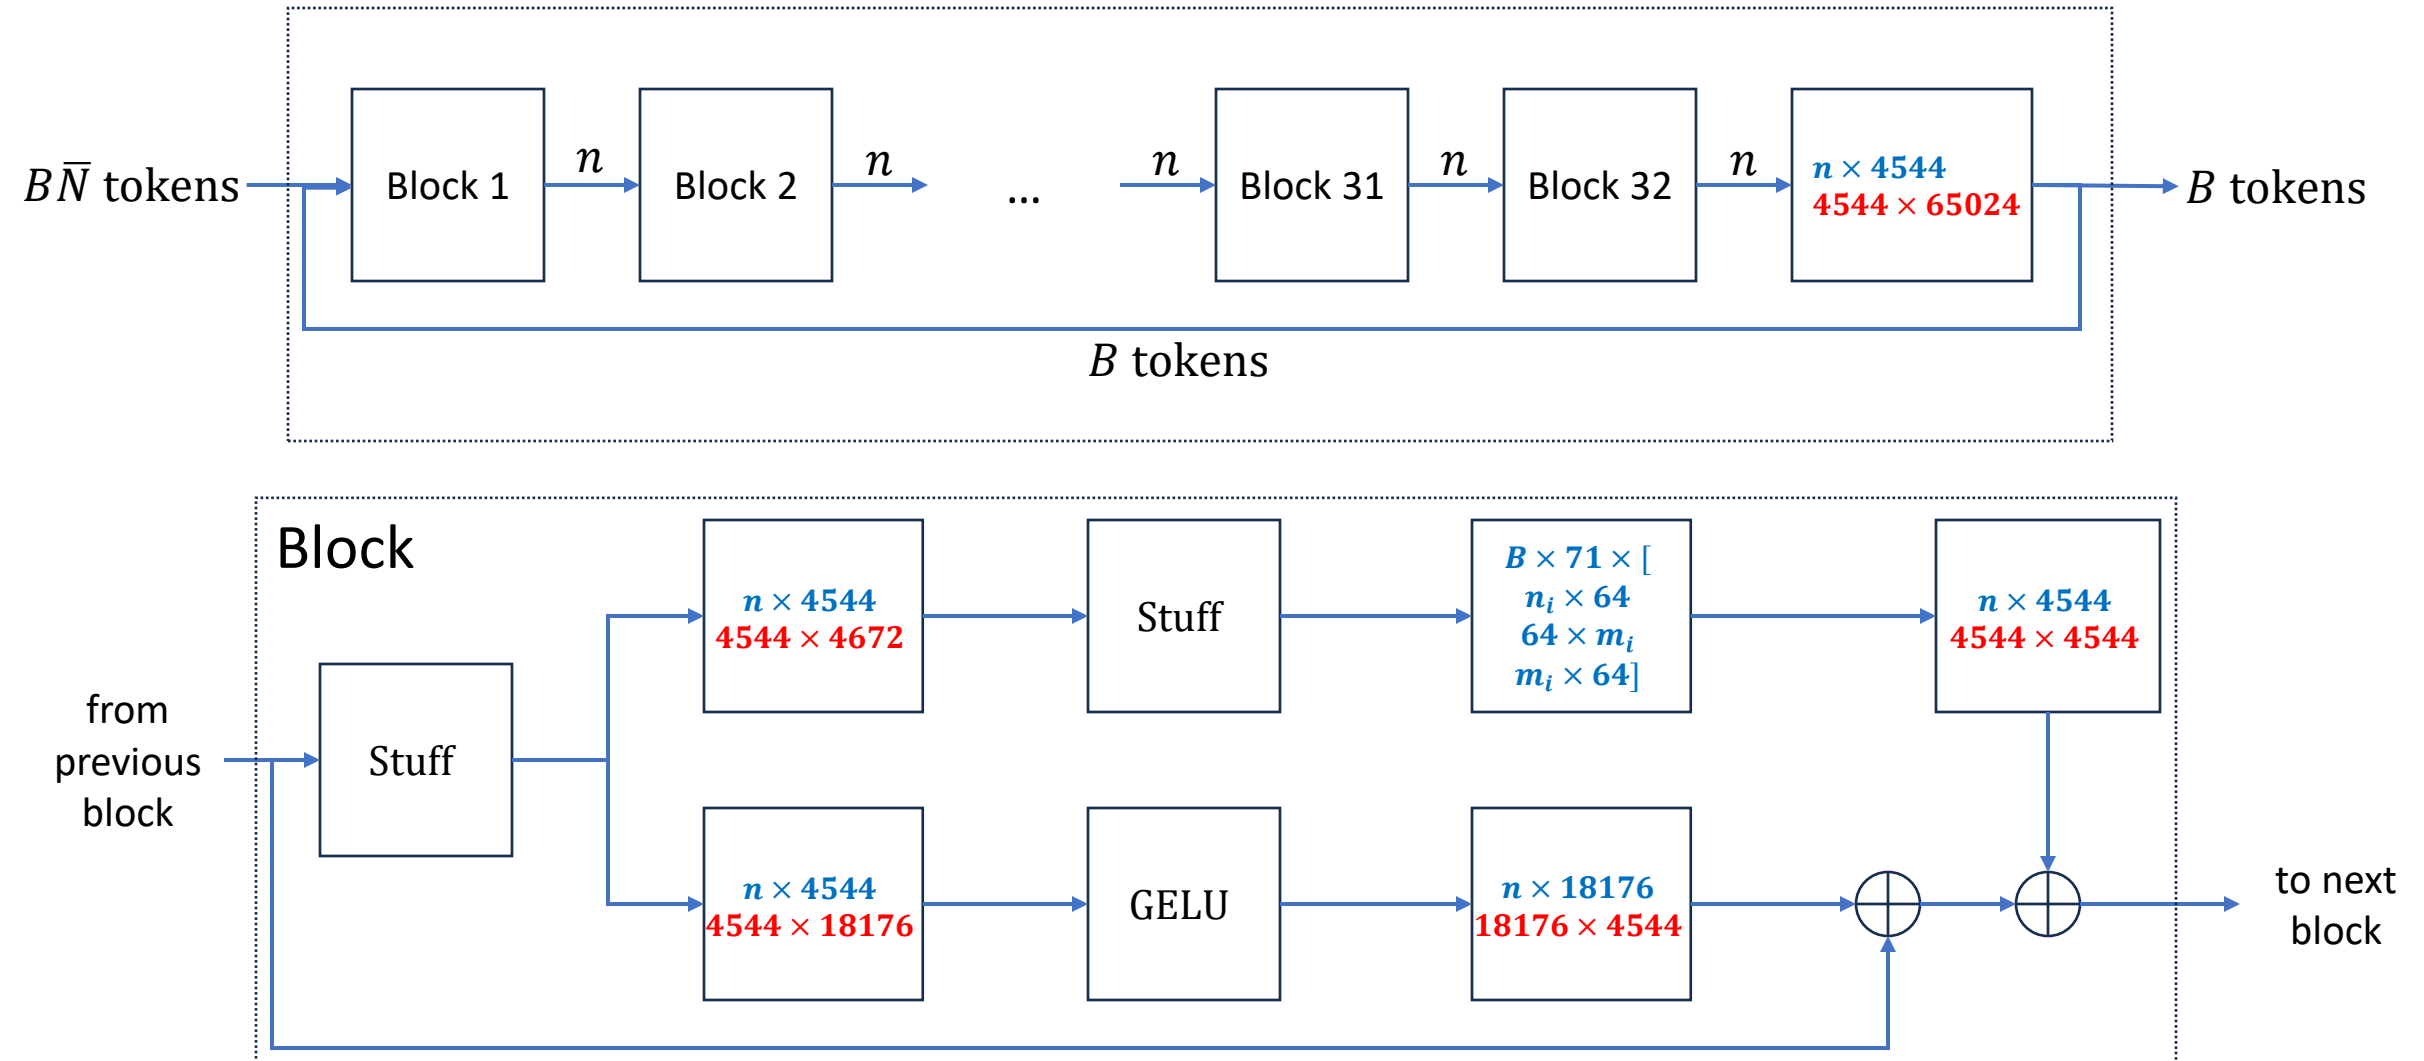 BN̅ tokens
Block 1
n
Block 2
n
...
n
Block 31
n
Block 32
n
n × 4544
4544 × 65024
B tokens
B tokens
Block
from
previous
block
Stuff
n × 4544
4544 × 4672
Stuff
B × 71 × [
nᵢ × 64
64 × mᵢ
mᵢ × 64]
n × 4544
4544 × 4544
n × 4544
4544 × 18176
GELU
n × 18176
18176 × 4544
to next
block